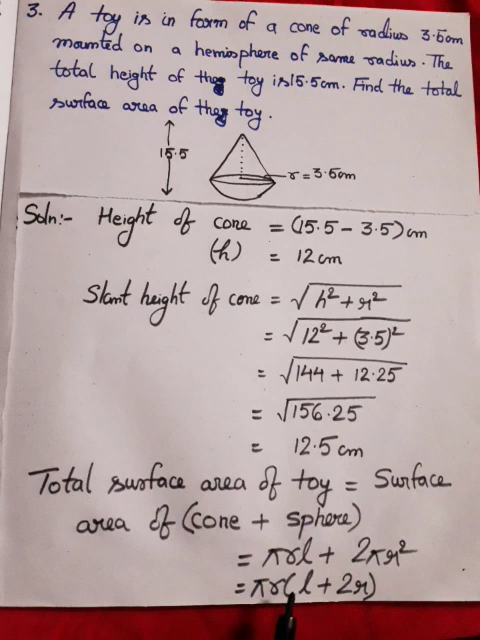 3. A toy is in form of a cone of radius 3.5cm
mounted on a hemisphere of same radius. The
total height of the toy is 15.5cm. Find the total
surface area of the toy.
15.5
r = 3.5cm
Soln:- Height of cone = (15.5 - 3.5) cm
(h) = 12 cm
Slant height of cone = √h²+r²
= √12² + (3.5)²
= √144 + 12.25
= √156.25
= 12.5 cm
Total surface area of toy = Surface
area of (cone + sphere)
= πrl + 2πr²
= πr(l + 2r)